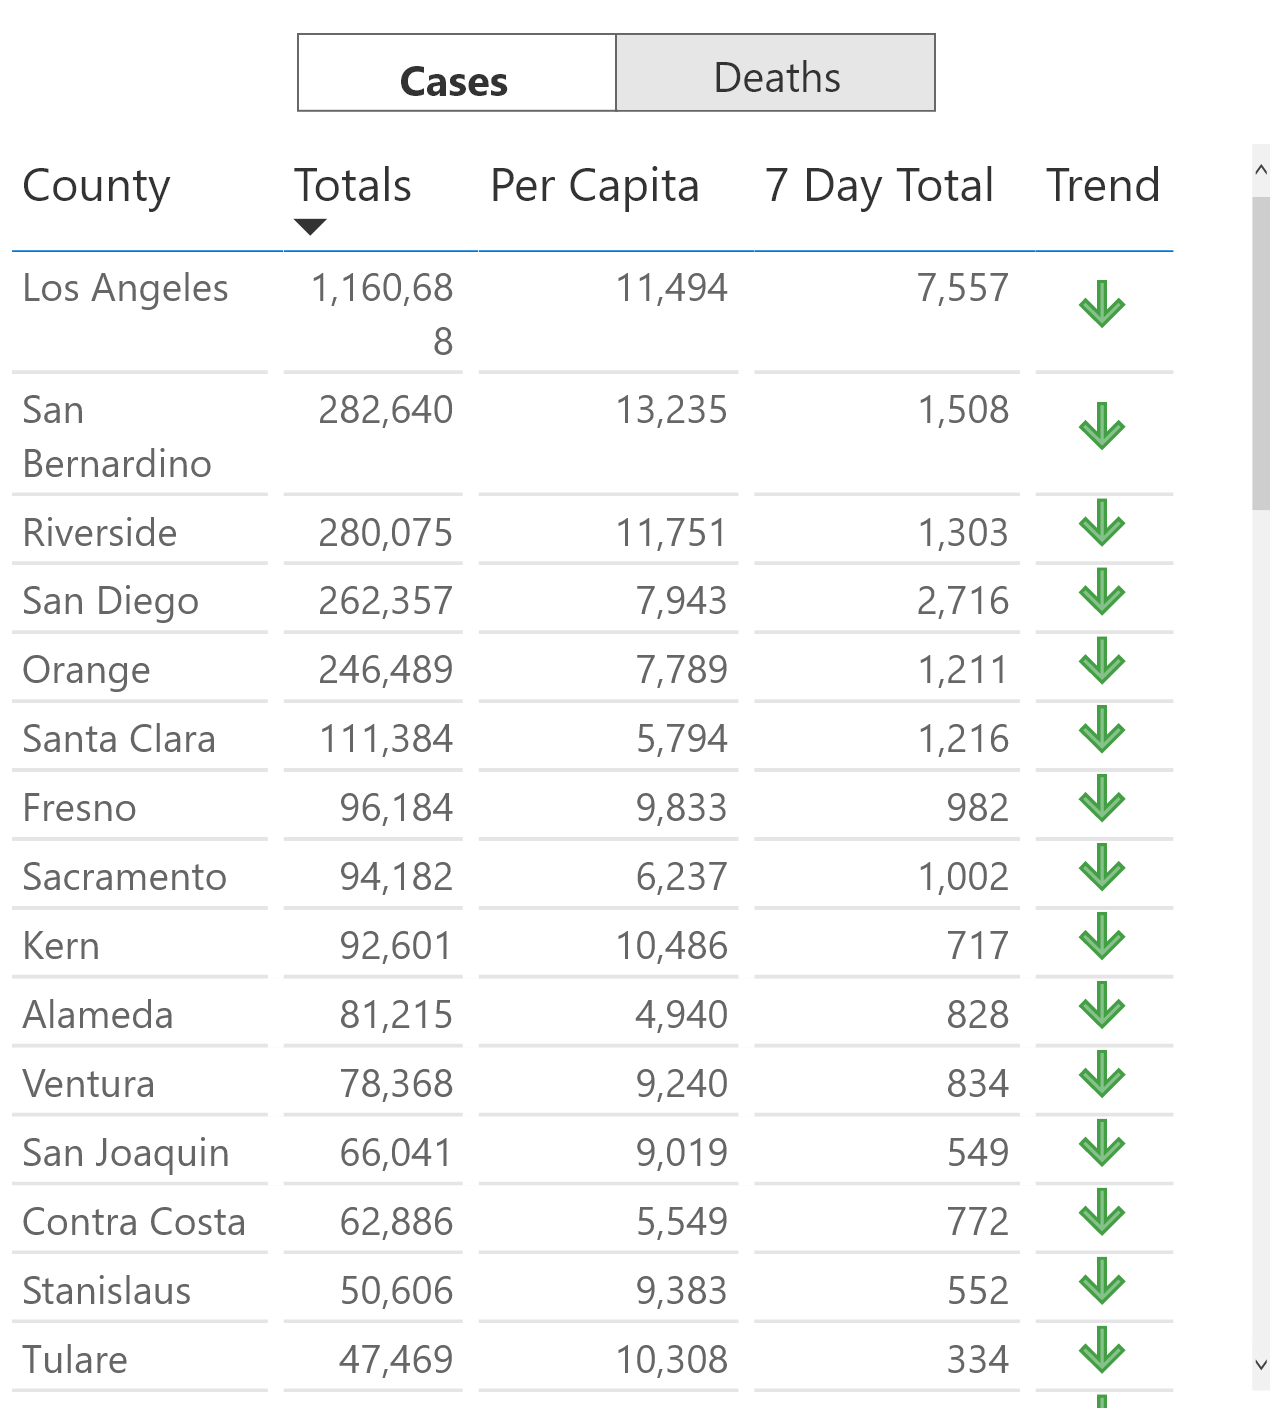 Cases Deaths
County Totals Per Capita 7 Day Total Trend
Los Angeles 1,160,68 11,494 7,557
8
San 282,640 13,235 1,508
Bernardino
Riverside 280,075 11,751 1,303
San Diego 262,357 7,943 2,716
Orange 246,489 7,789 1,211
Santa Clara 111,384 5,794 1,216
Fresno 96,184 9,833 982
Sacramento 94,182 6,237 1,002
Kern 92,601 10,486 717
Alameda 81,215 4,940 828
Ventura 78,368 9,240 834
San Joaquin 66,041 9,019 549
Contra Costa 62,886 5,549 772
Stanislaus 50,606 9,383 552
Tulare 47,469 10,308 334